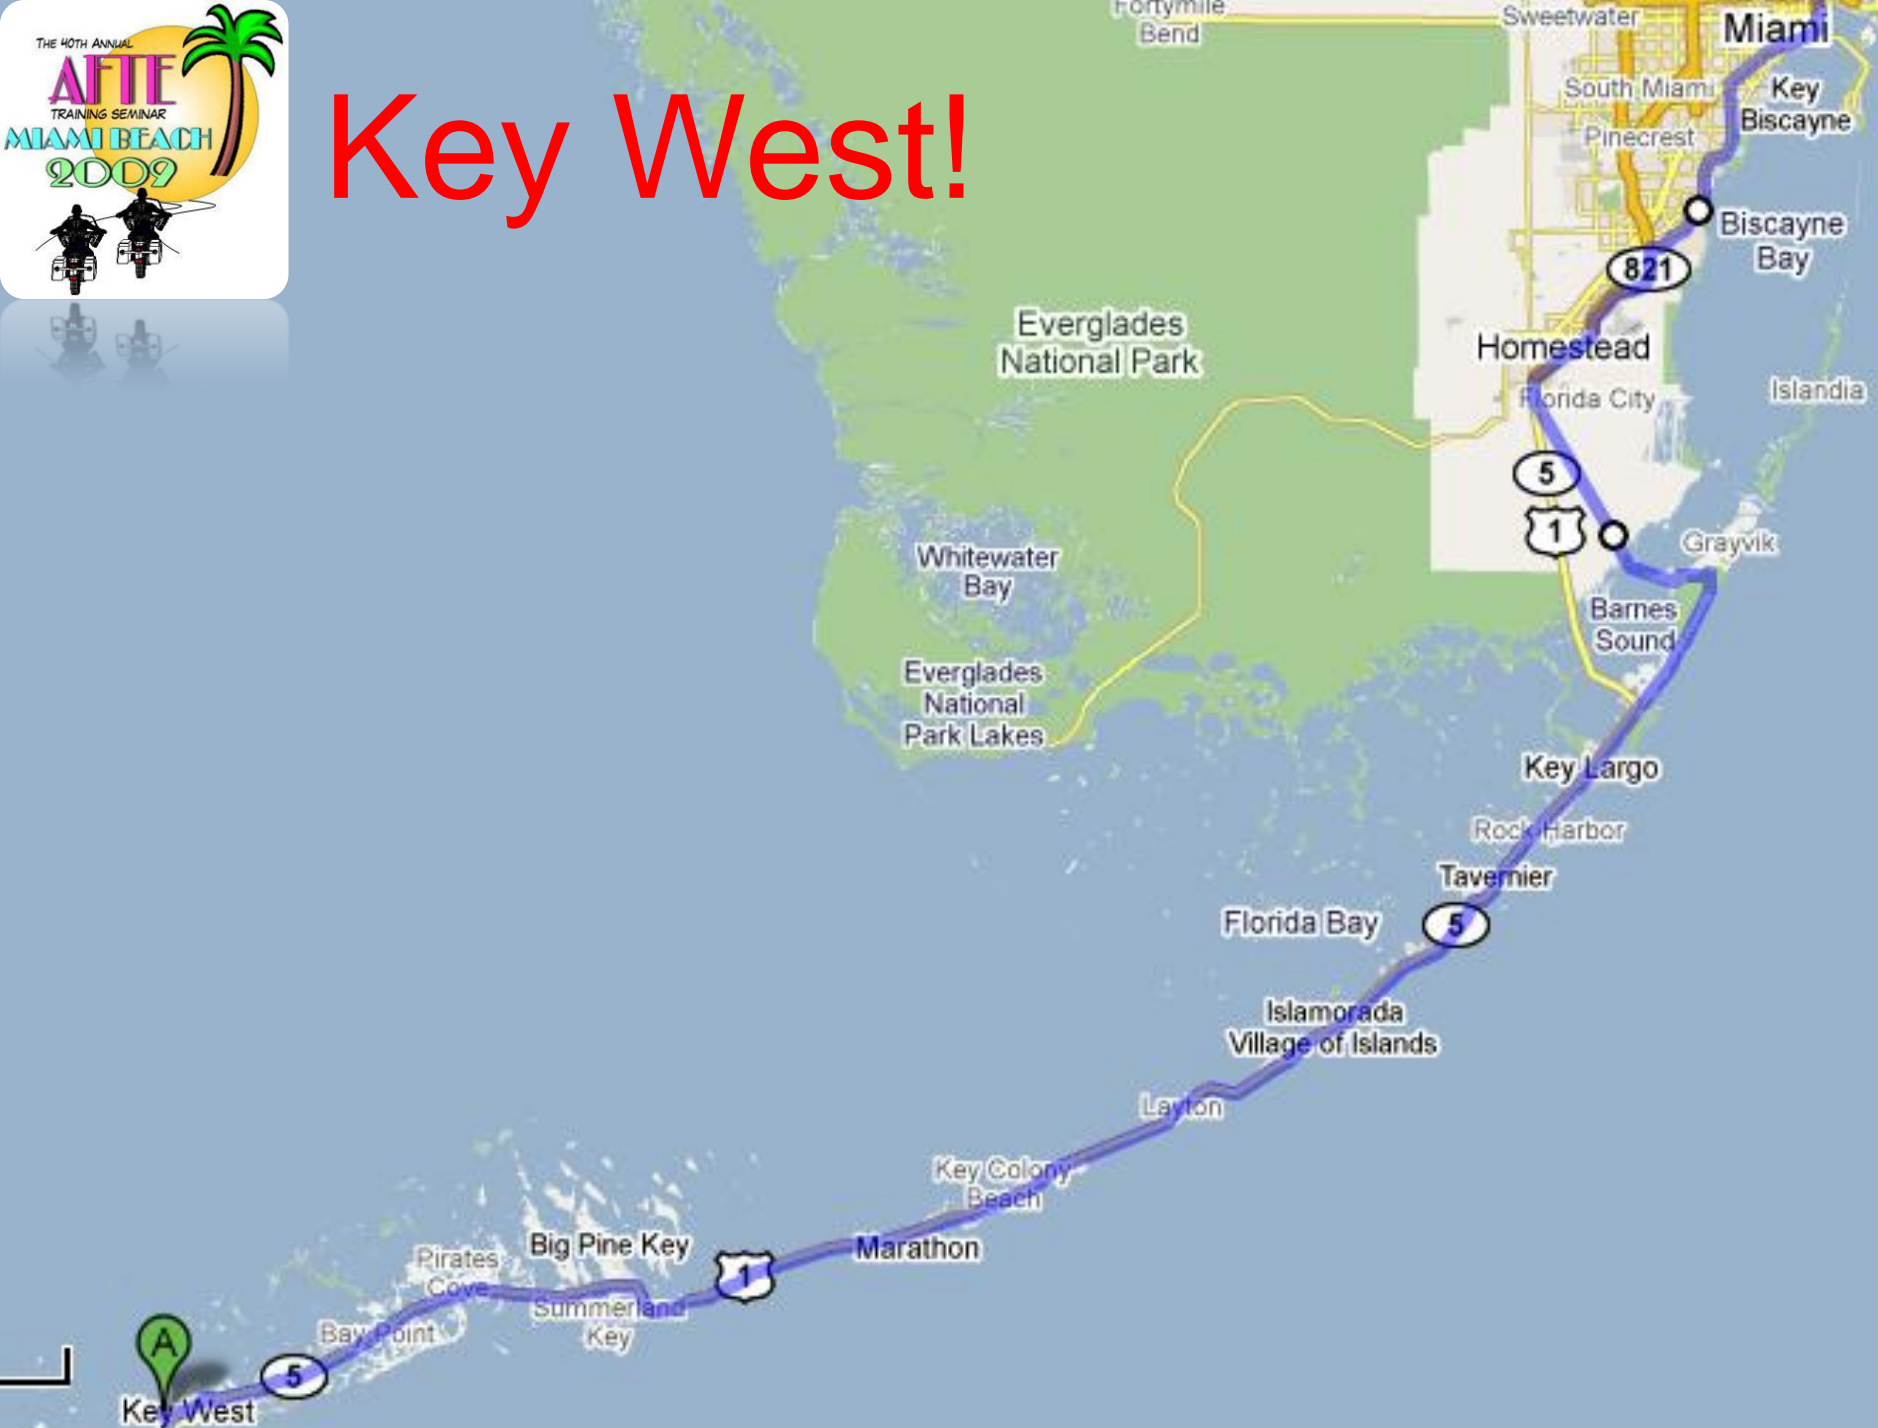 THE 40TH ANNUAL
AFTE
TRAINING SEMINAR
MIAMI BEACH
2009
Key West!
Fortymile
Bend
Sweetwater
Miami
South Miami
Key
Biscayne
Pinecrest
Biscayne
Bay
821
Everglades
National Park
Homestead
Florida City
Islandia
5
1
Grayvik
Whitewater
Bay
Barnes
Sound
Everglades
National
Park Lakes
Key Largo
Rock Harbor
Tavernier
Florida Bay
5
Islamorada
Village of Islands
Layton
Key Colony
Beach
Marathon
Big Pine Key
1
Pirates
Cove
Summerland
Key
Bay Point
A
5
Key West